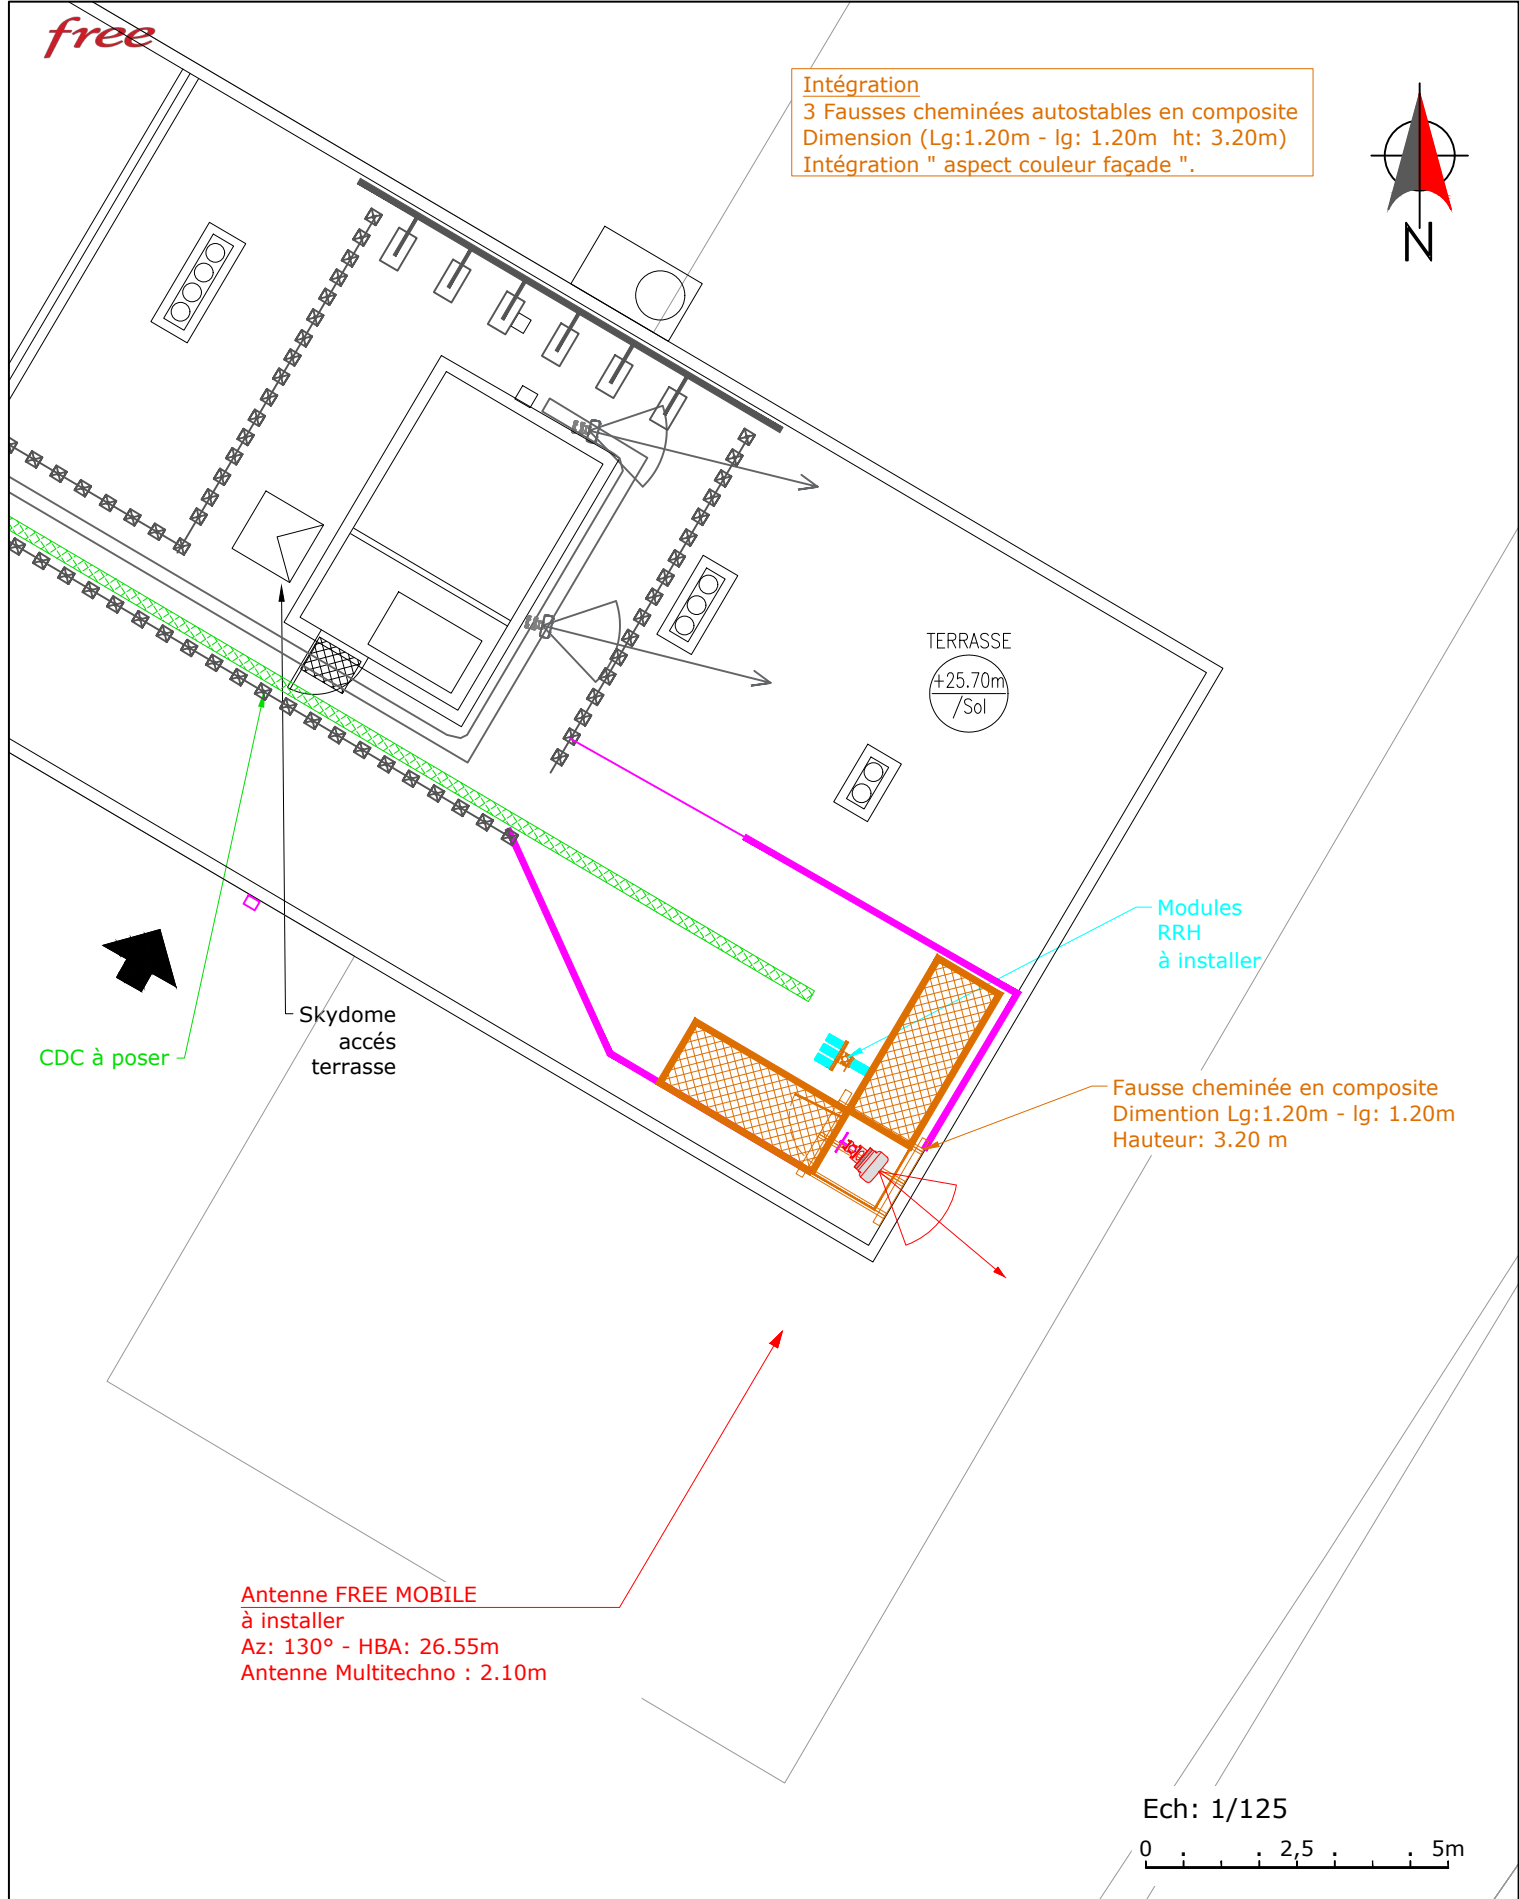 free
Intégration
3 Fausses cheminées autostables en composite
Dimension (Lg:1.20m - lg: 1.20m ht: 3.20m)
Intégration " aspect couleur façade ".
N
TERRASSE
+25.70m
/Sol
Modules
RRH
à installer
Skydome
accés
terrasse
CDC à poser
Fausse cheminée en composite
Dimention Lg:1.20m - lg: 1.20m
Hauteur: 3.20 m
Antenne FREE MOBILE
à installer
Az: 130° - HBA: 26.55m
Antenne Multitechno : 2.10m
Ech: 1/125
0 2,5 5m